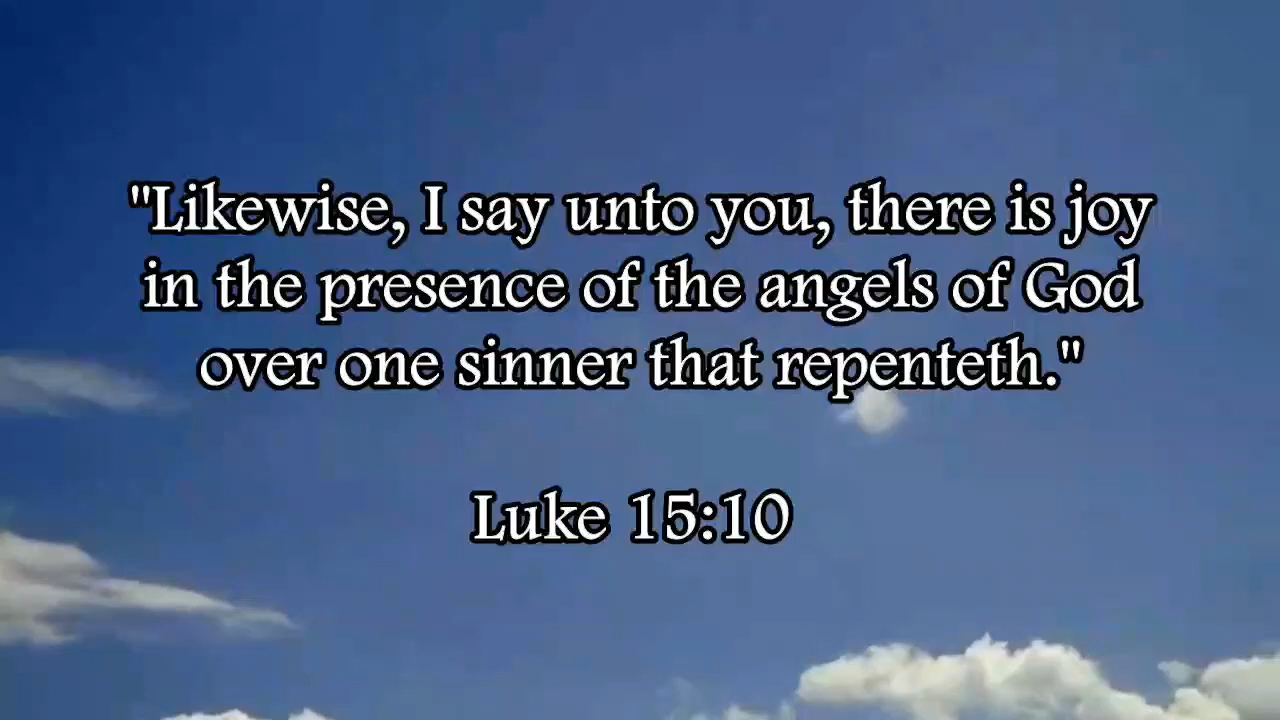 "Likewise, I say unto you, there is joy
in the presence of the angels of God
over one sinner that repenteth."
Luke 15:10